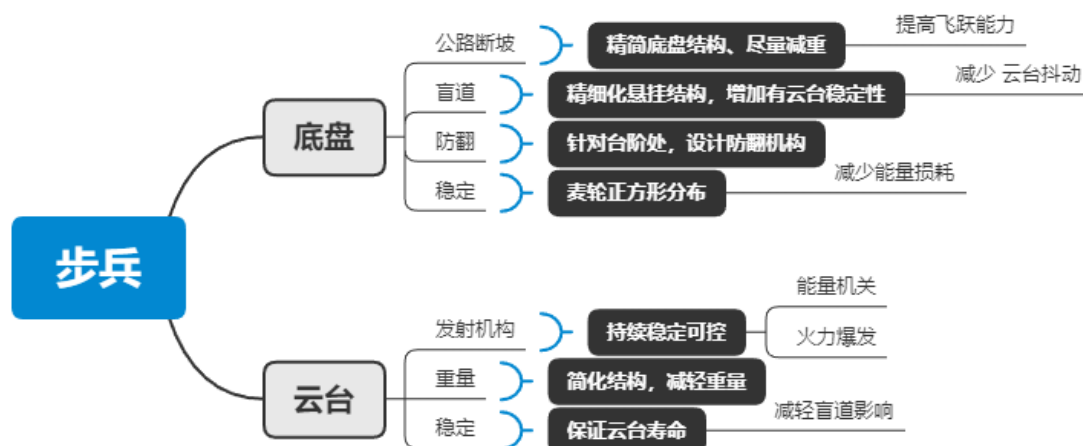 步兵
底盘
公路断坡
精简底盘结构、尽量减重
提高飞跃能力
盲道
精细化悬挂结构，增加有云台稳定性
减少 云台抖动
防翻
针对台阶处，设计防翻机构
稳定
麦轮正方形分布
减少能量损耗
云台
发射机构
持续稳定可控
能量机关
火力爆发
重量
简化结构，减轻重量
稳定
保证云台寿命
减轻盲道影响